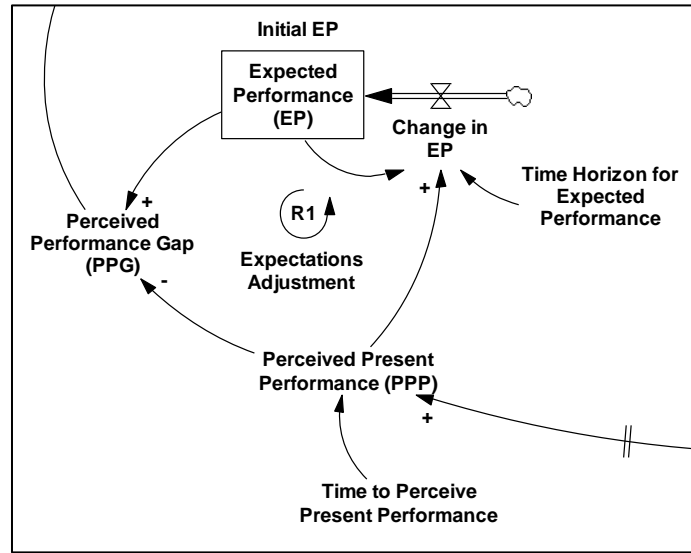 Initial EP
Expected
Performance
(EP)
Change in
EP
+
Time Horizon for
Expected
Performance
+
Perceived
Performance Gap
(PPG)
R1
Expectations
Adjustment
-
Perceived Present
Performance (PPP)
+
Time to Perceive
Present Performance